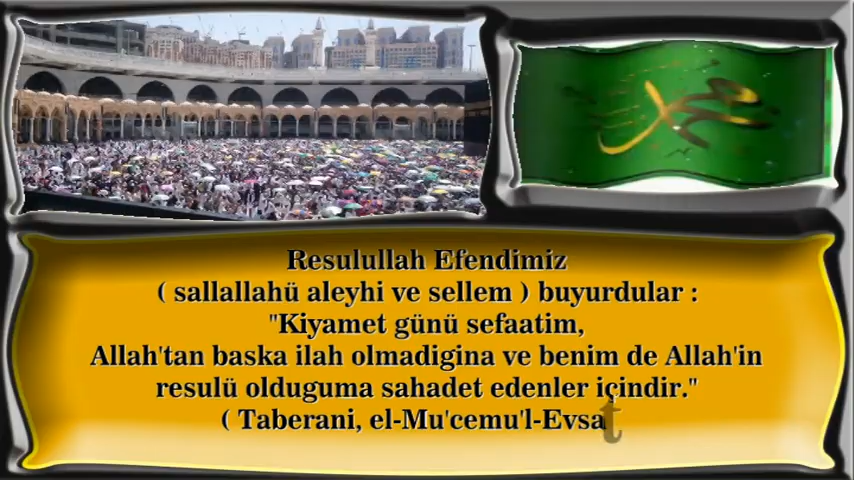 Resulullah Efendimiz
( sallallahü aleyhi ve sellem ) buyurdular :
"Kiyamet günü sefaatim,
Allah'tan baska ilah olmadigina ve benim de Allah'in
resulü olduguma sahadet edenler içindir."
( Taberani, el-Mu'cemu'l-Evsat